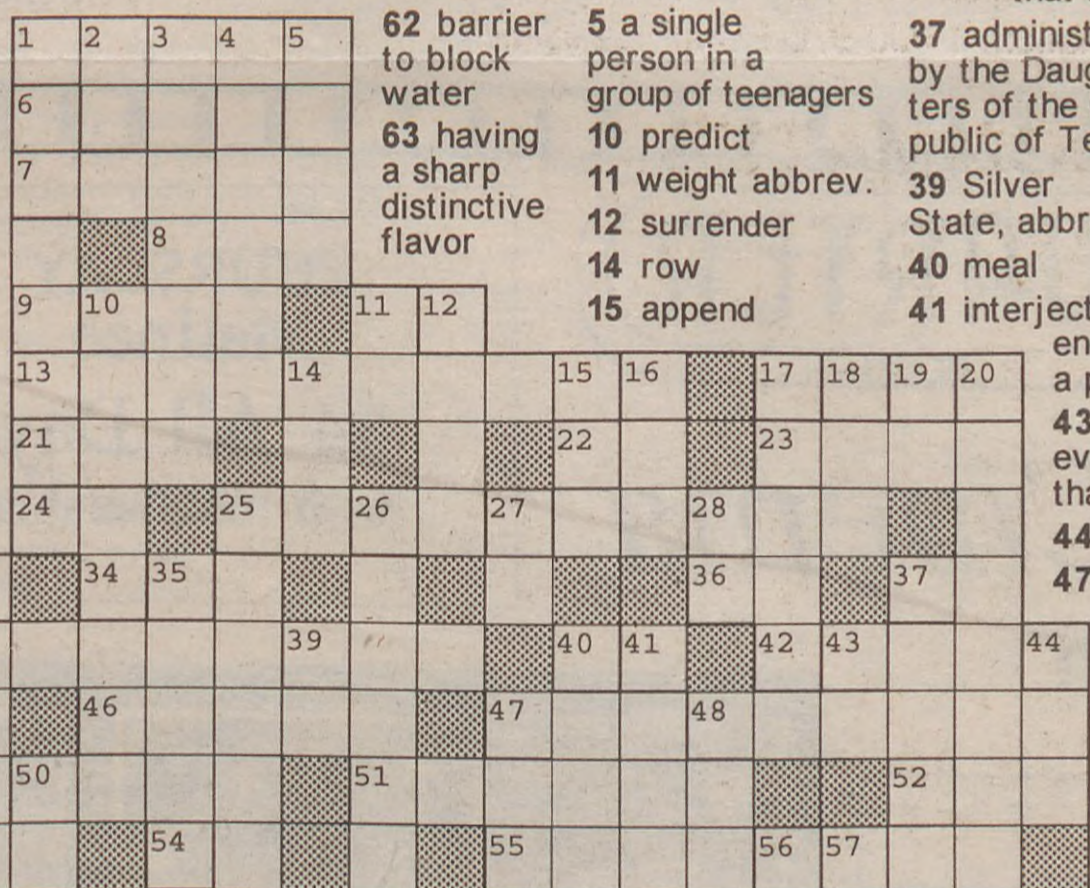 62 barrier
to block
water
63 having
a sharp
distinctive
flavor
5 a single
person in a
group of teenagers
10 predict
11 weight abbrev.
12 surrender
14 row
15 append
37 administ
by the Daug
ters of the
public of Te
39 Silver
State, abbr
40 meal
41 interject
en
a
43
ev
tha
44
47
1 2 3 4 5
6
7
8
9 10 11 12
13 14 15 16 17 18 19 20
21 22 23
24 25 26 27 28
34 35 36 37
39 40 41 42 43 44
46 47 48
50 51 52
54 55 56 57